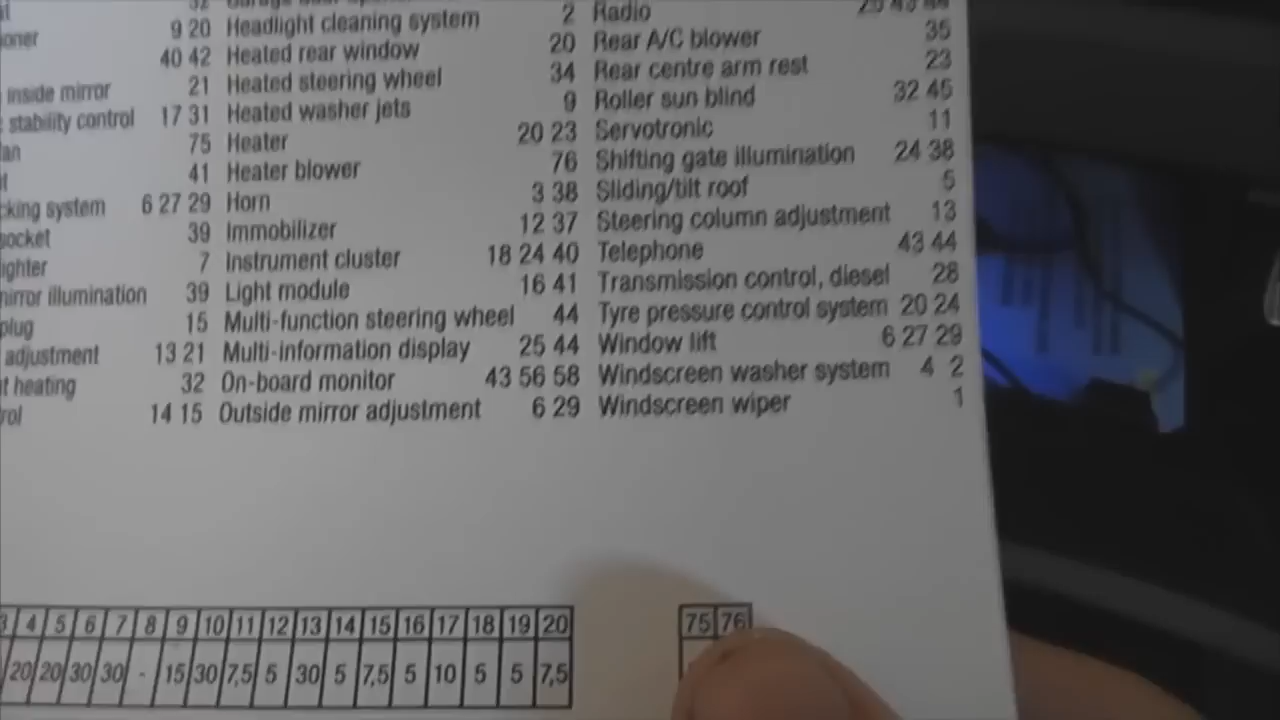 9 20 Headlight cleaning system 2 Radio
40 42 Heated rear window 20 Rear A/C blower 35
inside mirror 21 Heated steering wheel 34 Rear centre arm rest 23
stability control 17 31 Heated washer jets 9 Roller sun blind 32 45
75 Heater 20 23 Servotronic 11
41 Heater blower 76 Shifting gate illumination 24 38
cking system 6 27 29 Horn 3 38 Sliding/tilt roof 5
ocket 39 Immobilizer 12 37 Steering column adjustment 13
ighter 7 Instrument cluster 18 24 40 Telephone 43 44
irror illumination 39 Light module 16 41 Transmission control, diesel 28
plug 15 Multi-function steering wheel 44 Tyre pressure control system 20 24
adjustment 13 21 Multi-information display 25 44 Window lift 6 27 29
t heating 32 On-board monitor 43 56 58 Windscreen washer system 4 2
rol 14 15 Outside mirror adjustment 6 29 Windscreen wiper 1
3 4 5 6 7 8 9 10 11 12 13 14 15 16 17 18 19 20 75 76
20 20 30 30 - 15 30 7,5 5 30 5 7,5 5 10 5 5 7,5